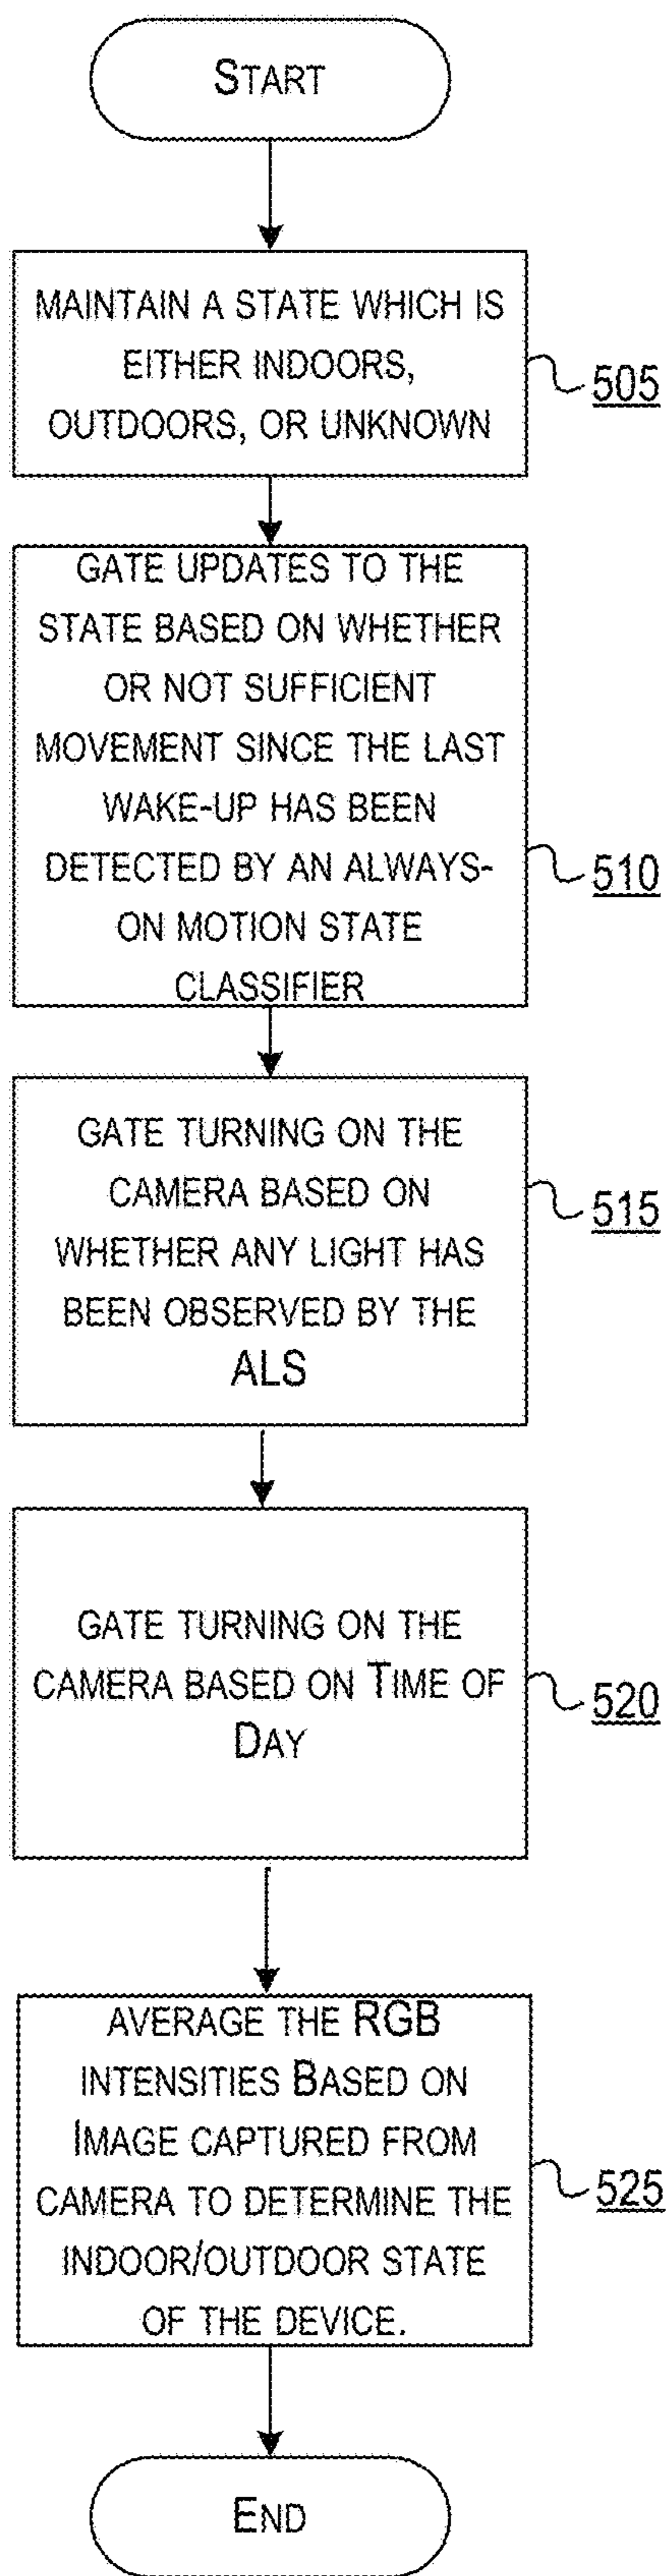 START
MAINTAIN A STATE WHICH IS
EITHER INDOORS,
OUTDOORS, OR UNKNOWN
505
GATE UPDATES TO THE
STATE BASED ON WHETHER
OR NOT SUFFICIENT
MOVEMENT SINCE THE LAST
WAKE-UP HAS BEEN
DETECTED BY AN ALWAYS-
ON MOTION STATE
CLASSIFIER
510
GATE TURNING ON THE
CAMERA BASED ON
WHETHER ANY LIGHT HAS
BEEN OBSERVED BY THE
ALS
515
GATE TURNING ON THE
CAMERA BASED ON TIME OF
DAY
520
AVERAGE THE RGB
INTENSITIES BASED ON
IMAGE CAPTURED FROM
CAMERA TO DETERMINE THE
INDOOR/OUTDOOR STATE
OF THE DEVICE.
525
END